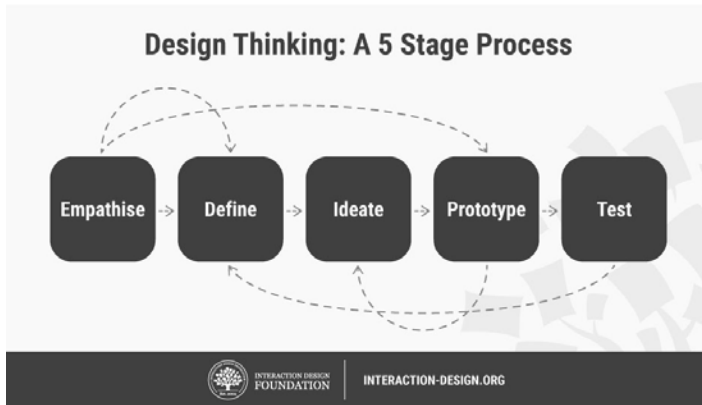 Design Thinking: A 5 Stage Process
Empathise
Define
Ideate
Prototype
Test
INTERACTION DESIGN
FOUNDATION
INTERACTION-DESIGN.ORG